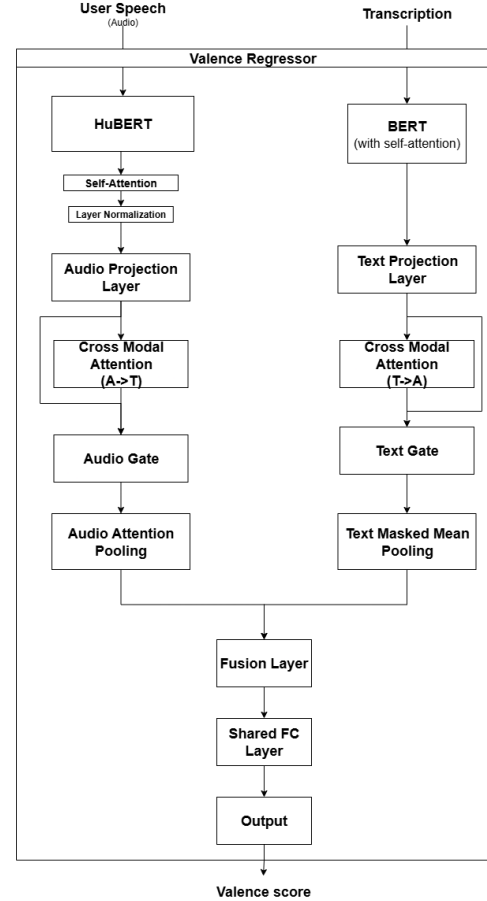 User Speech
(Audio)
Transcription
Valence Regressor
HuBERT
BERT
(with self-attention)
Self-Attention
Layer Normalization
Audio Projection
Layer
Text Projection
Layer
Cross Modal
Attention
(A->T)
Cross Modal
Attention
(T->A)
Audio Gate
Text Gate
Audio Attention
Pooling
Text Masked Mean
Pooling
Fusion Layer
Shared FC
Layer
Output
Valence score